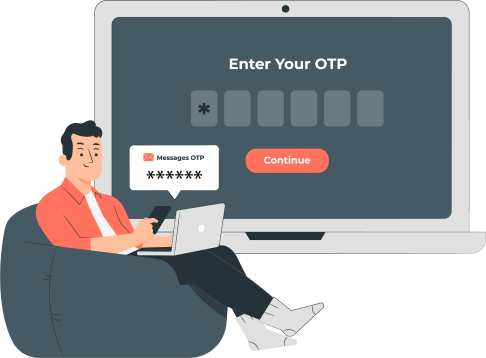 Enter Your OTP
*
Messages OTP
******
Continue